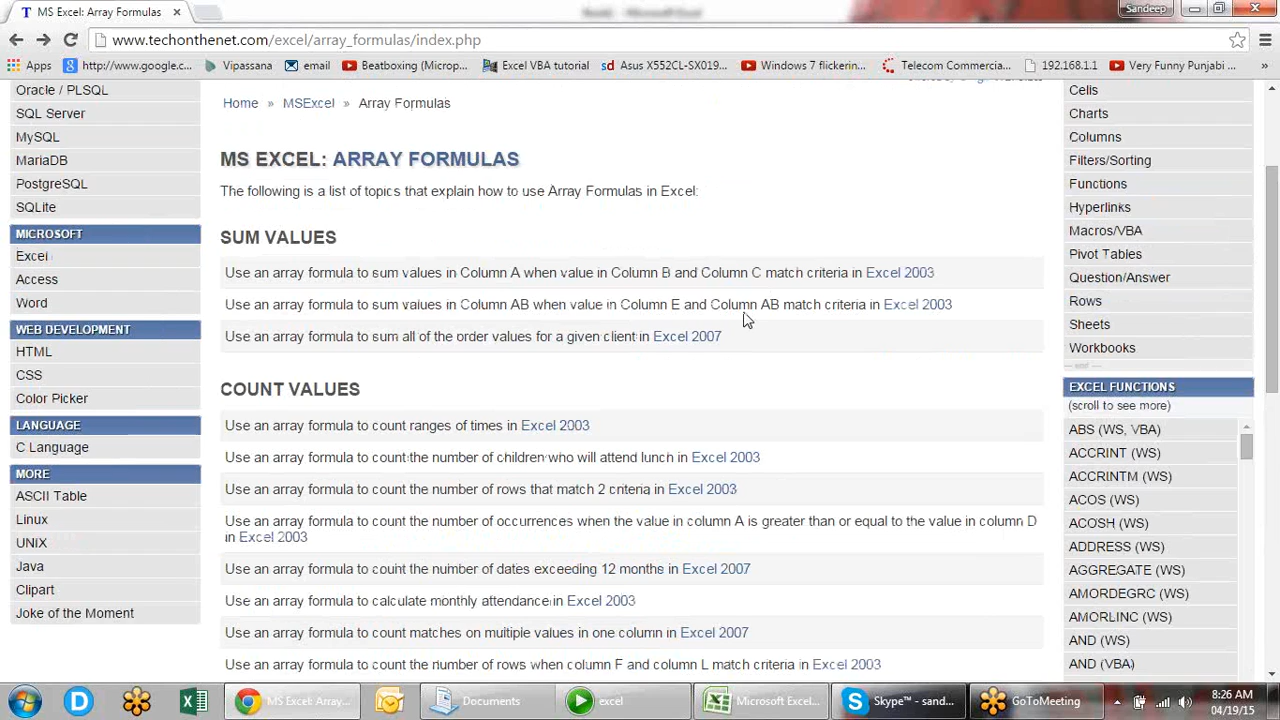 MS Excel: Array Formulas
Sandeep
www.techonthenet.com/excel/array_formulas/index.php
Apps
http://www.google.c...
Vipassana
email
Beatboxing (Microp...
Excel VBA tutorial
Asus X552CL-SX019...
Windows 7 flickerin...
Telecom Commercia...
192.168.1.1
Very Funny Punjabi ...
»
Oracle / PLSQL
SQL Server
MySQL
MariaDB
PostgreSQL
SQLite
MICROSOFT
Excel
Access
Word
WEB DEVELOPMENT
HTML
CSS
Color Picker
LANGUAGE
C Language
MORE
ASCII Table
Linux
UNIX
Java
Clipart
Joke of the Moment
Home » MSExcel » Array Formulas
MS EXCEL: ARRAY FORMULAS
The following is a list of topics that explain how to use Array Formulas in Excel:
SUM VALUES
Use an array formula to sum values in Column A when value in Column B and Column C match criteria in Excel 2003
Use an array formula to sum values in Column AB when value in Column E and Column AB match criteria in Excel 2003
Use an array formula to sum all of the order values for a given client in Excel 2007
COUNT VALUES
Use an array formula to count ranges of times in Excel 2003
Use an array formula to count the number of children who will attend lunch in Excel 2003
Use an array formula to count the number of rows that match 2 criteria in Excel 2003
Use an array formula to count the number of occurrences when the value in column A is greater than or equal to the value in column D
in Excel 2003
Use an array formula to count the number of dates exceeding 12 months in Excel 2007
Use an array formula to calculate monthly attendance in Excel 2003
Use an array formula to count matches on multiple values in one column in Excel 2007
Use an array formula to count the number of rows when column F and column L match criteria in Excel 2003
Cells
Charts
Columns
Filters/Sorting
Functions
Hyperlinks
Macros/VBA
Pivot Tables
Question/Answer
Rows
Sheets
Workbooks
EXCEL FUNCTIONS
(scroll to see more)
ABS (WS, VBA)
ACCRINT (WS)
ACCRINTM (WS)
ACOS (WS)
ACOSH (WS)
ADDRESS (WS)
AGGREGATE (WS)
AMORDEGRC (WS)
AMORLINC (WS)
AND (WS)
AND (VBA)
MS Excel: Array...
Documents
excel
Microsoft Excel...
Skype™ - sand...
GoToMeeting
8:26 AM
04/19/15